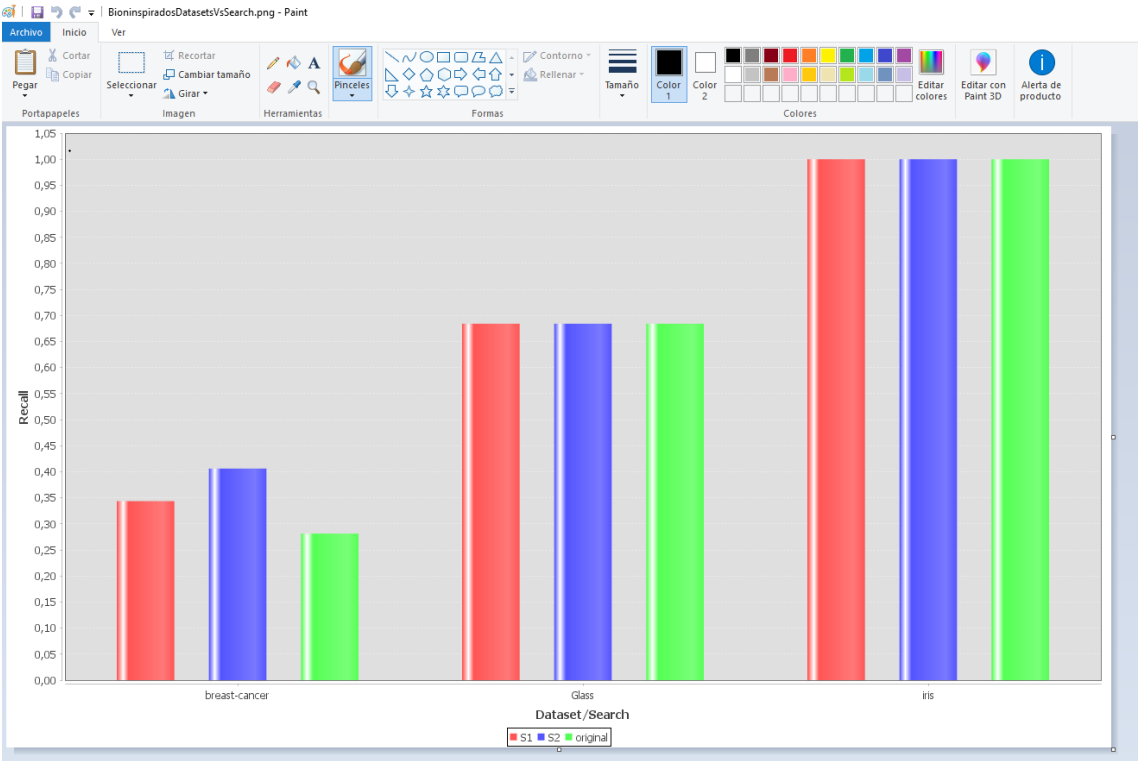 BioninspiradosDatasetsVsSearch.png - Paint
Archivo Inicio Ver
Pegar Cortar Copiar
Seleccionar Recortar Cambiar tamaño Girar
A
Pinceles
Contorno Rellenar
Tamaño
Color 1
Color 2
Editar colores
Editar con Paint 3D
Alerta de producto
Portapapeles Imagen Herramientas Formas Colores
1,05
1,00
0,95
0,90
0,85
0,80
0,75
0,70
0,65
0,60
0,55
0,50
0,45
0,40
0,35
0,30
0,25
0,20
0,15
0,10
0,05
0,00
Recall
breast-cancer Glass iris
Dataset/Search
S1 S2 original